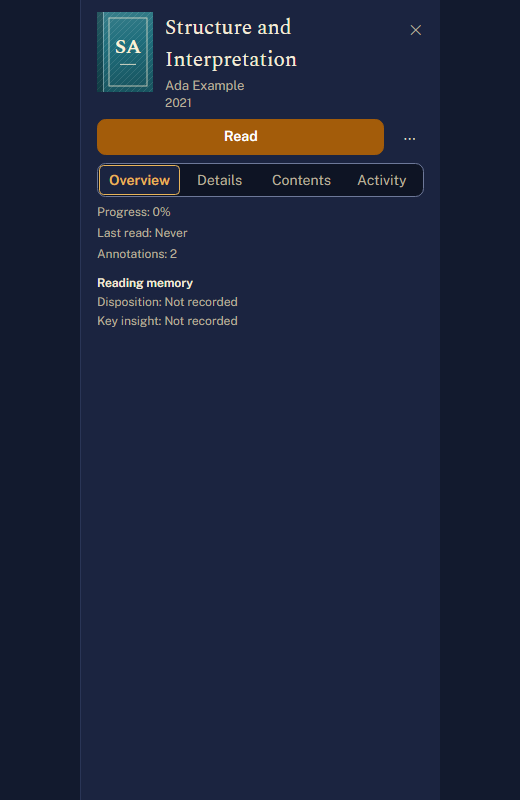 SA
Structure and
Interpretation
Ada Example
2021
Read
...
Overview Details Contents Activity
Progress: 0%
Last read: Never
Annotations: 2
Reading memory
Disposition: Not recorded
Key insight: Not recorded